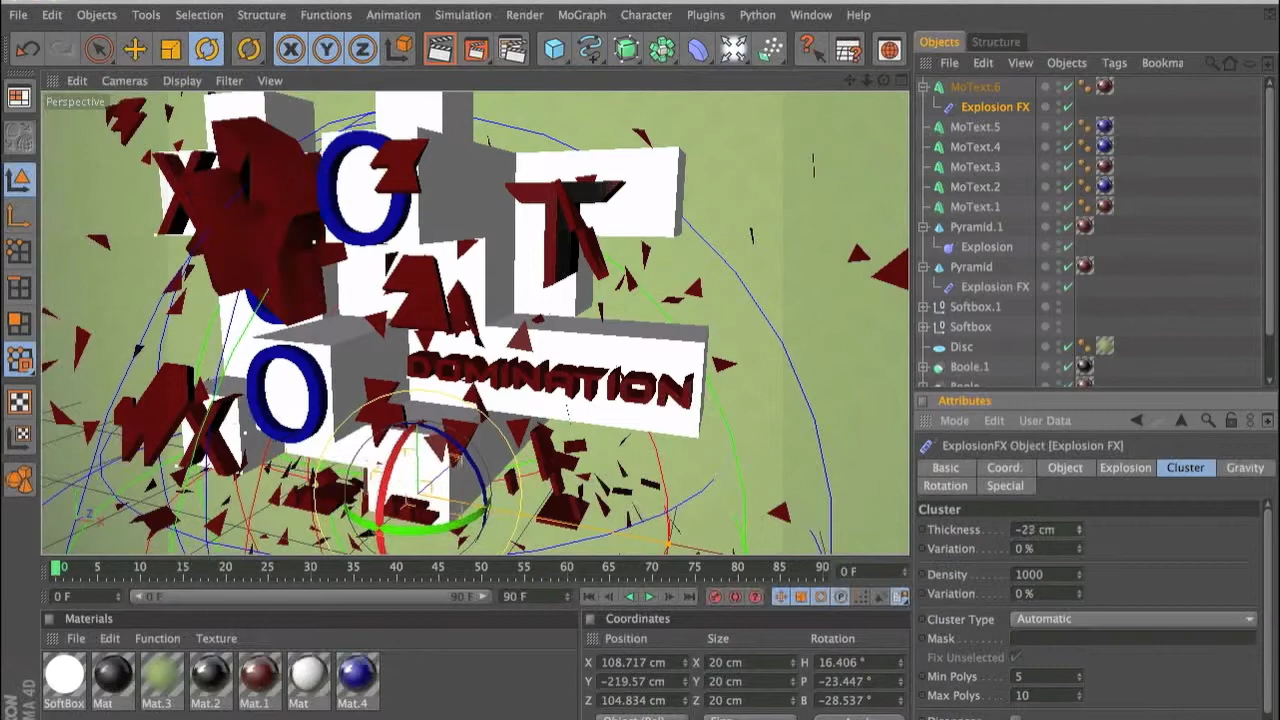 File Edit Objects Tools Selection Structure Functions Animation Simulation Render MoGraph Character Plugins Python Window Help
X Y Z
Objects Structure
File Edit View Objects Tags Bookma
Edit Cameras Display Filter View
Perspective
MoText.6
Explosion FX
MoText.5
MoText.4
MoText.3
MoText.2
MoText.1
Pyramid.1
Explosion
Pyramid
Explosion FX
Softbox.1
Softbox
Disc
Boole.1
X O T
O
DOMINATION
Attributes
Mode Edit User Data
ExplosionFX Object [Explosion FX]
Basic Coord. Object Explosion Cluster Gravity
Rotation Special
Cluster
Thickness -23 cm
Variation 0 %
Density 1000
Variation 0 %
Cluster Type Automatic
Mask
Fix Unselected
Min Polys 5
Max Polys 10
0 5 10 15 20 25 30 35 40 45 50 55 60 65 70 75 80 85 90 0 F
0 F 0 F 90 F 90 F
Materials
File Edit Function Texture
SoftBox Mat Mat.3 Mat.2 Mat.1 Mat Mat.4
Coordinates
Position Size Rotation
X 108.717 cm X 20 cm H 16.406 °
Y -219.57 cm Y 20 cm P -23.447 °
Z 104.834 cm Z 20 cm B -28.537 °